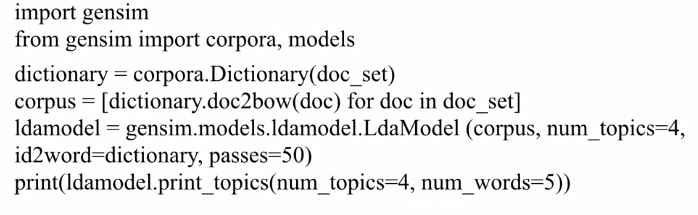 import gensim
from gensim import corpora, models
dictionary = corpora.Dictionary(doc_set)
corpus = [dictionary.doc2bow(doc) for doc in doc_set]
ldamodel = gensim.models.ldamodel.LdaModel (corpus, num_topics=4,
id2word=dictionary, passes=50)
print(ldamodel.print_topics(num_topics=4, num_words=5))